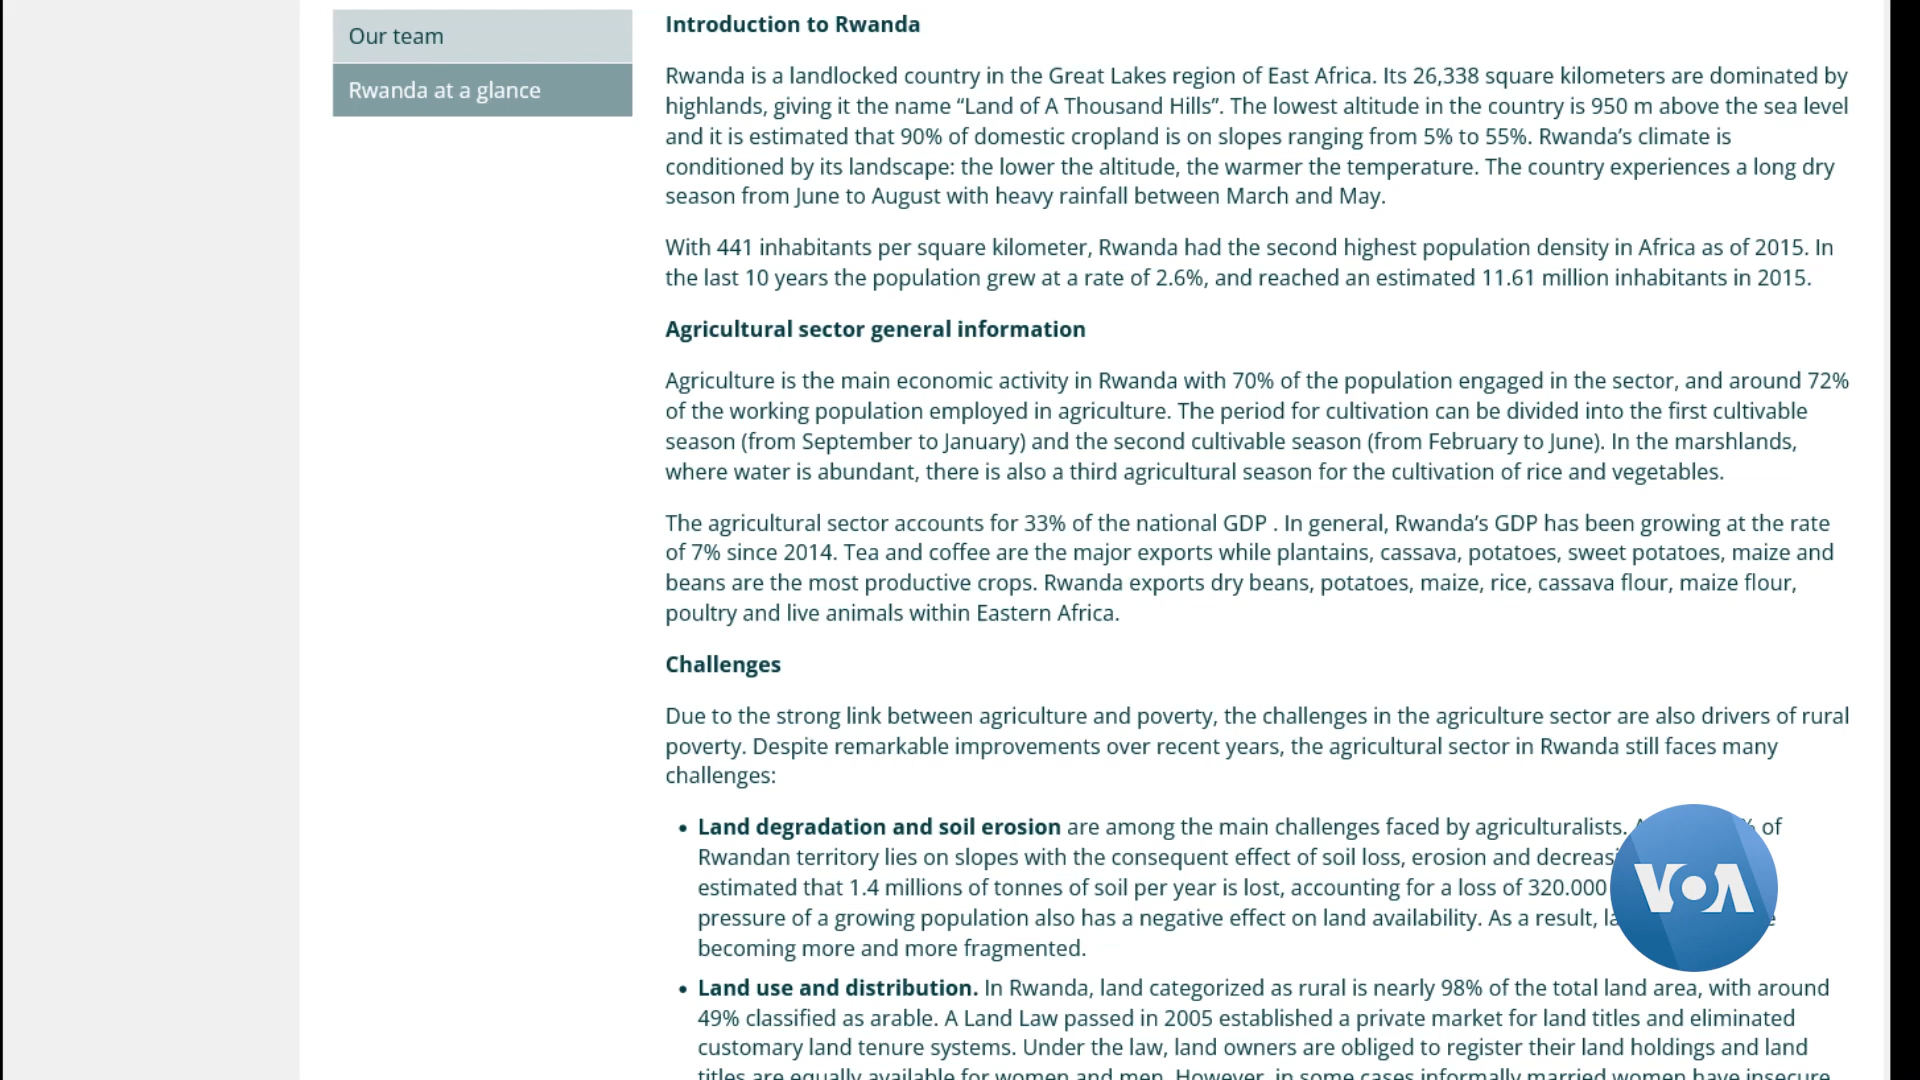 Our team
Rwanda at a glance
Introduction to Rwanda
Rwanda is a landlocked country in the Great Lakes region of East Africa. Its 26,338 square kilometers are dominated by
highlands, giving it the name “Land of A Thousand Hills”. The lowest altitude in the country is 950 m above the sea level
and it is estimated that 90% of domestic cropland is on slopes ranging from 5% to 55%. Rwanda’s climate is
conditioned by its landscape: the lower the altitude, the warmer the temperature. The country experiences a long dry
season from June to August with heavy rainfall between March and May.
With 441 inhabitants per square kilometer, Rwanda had the second highest population density in Africa as of 2015. In
the last 10 years the population grew at a rate of 2.6%, and reached an estimated 11.61 million inhabitants in 2015.
Agricultural sector general information
Agriculture is the main economic activity in Rwanda with 70% of the population engaged in the sector, and around 72%
of the working population employed in agriculture. The period for cultivation can be divided into the first cultivable
season (from September to January) and the second cultivable season (from February to June). In the marshlands,
where water is abundant, there is also a third agricultural season for the cultivation of rice and vegetables.
The agricultural sector accounts for 33% of the national GDP . In general, Rwanda’s GDP has been growing at the rate
of 7% since 2014. Tea and coffee are the major exports while plantains, cassava, potatoes, sweet potatoes, maize and
beans are the most productive crops. Rwanda exports dry beans, potatoes, maize, rice, cassava flour, maize flour,
poultry and live animals within Eastern Africa.
Challenges
Due to the strong link between agriculture and poverty, the challenges in the agriculture sector are also drivers of rural
poverty. Despite remarkable improvements over recent years, the agricultural sector in Rwanda still faces many
challenges:
• Land degradation and soil erosion are among the main challenges faced by agriculturalists. of
Rwandan territory lies on slopes with the consequent effect of soil loss, erosion and
estimated that 1.4 millions of tonnes of soil per year is lost, accounting for a loss of 320.000
pressure of a growing population also has a negative effect on land availability. As a result,
becoming more and more fragmented.
VOA
• Land use and distribution. In Rwanda, land categorized as rural is nearly 98% of the total land area, with around
49% classified as arable. A Land Law passed in 2005 established a private market for land titles and eliminated
customary land tenure systems. Under the law, land owners are obliged to register their land holdings and land
titles are equally available for women and men. However, in some cases informally married women have insecure